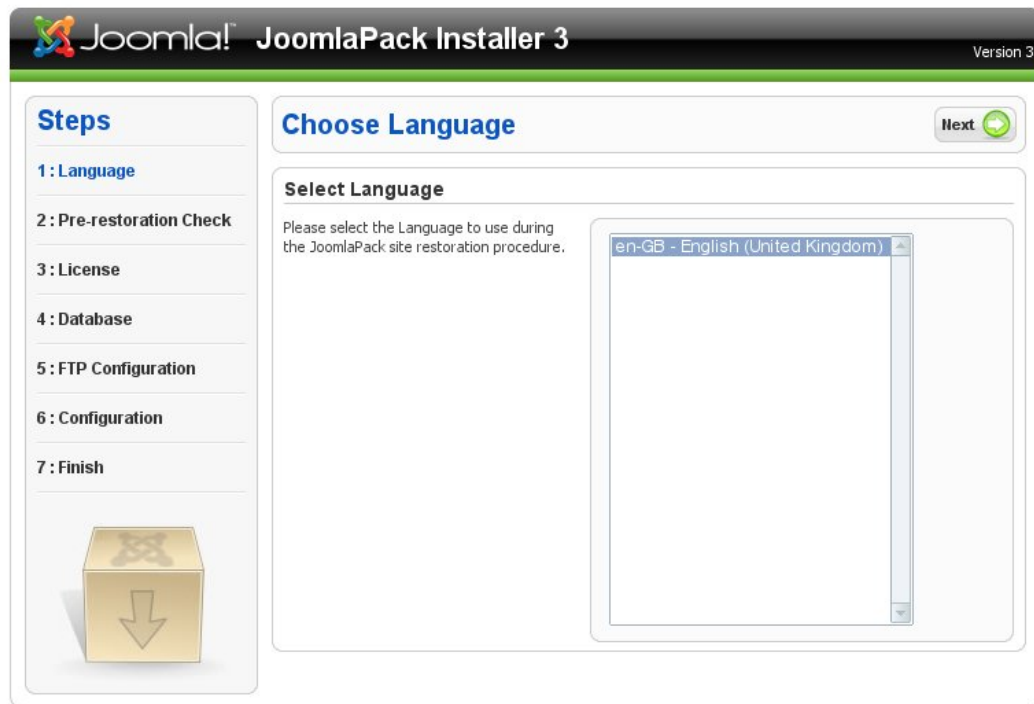 Joomla!™ JoomlaPack Installer 3
Version 3
Steps
1 : Language
2 : Pre-restoration Check
3 : License
4 : Database
5 : FTP Configuration
6 : Configuration
7 : Finish
Choose Language
Next
Select Language
Please select the Language to use during
the JoomlaPack site restoration procedure.
en-GB - English (United Kingdom)